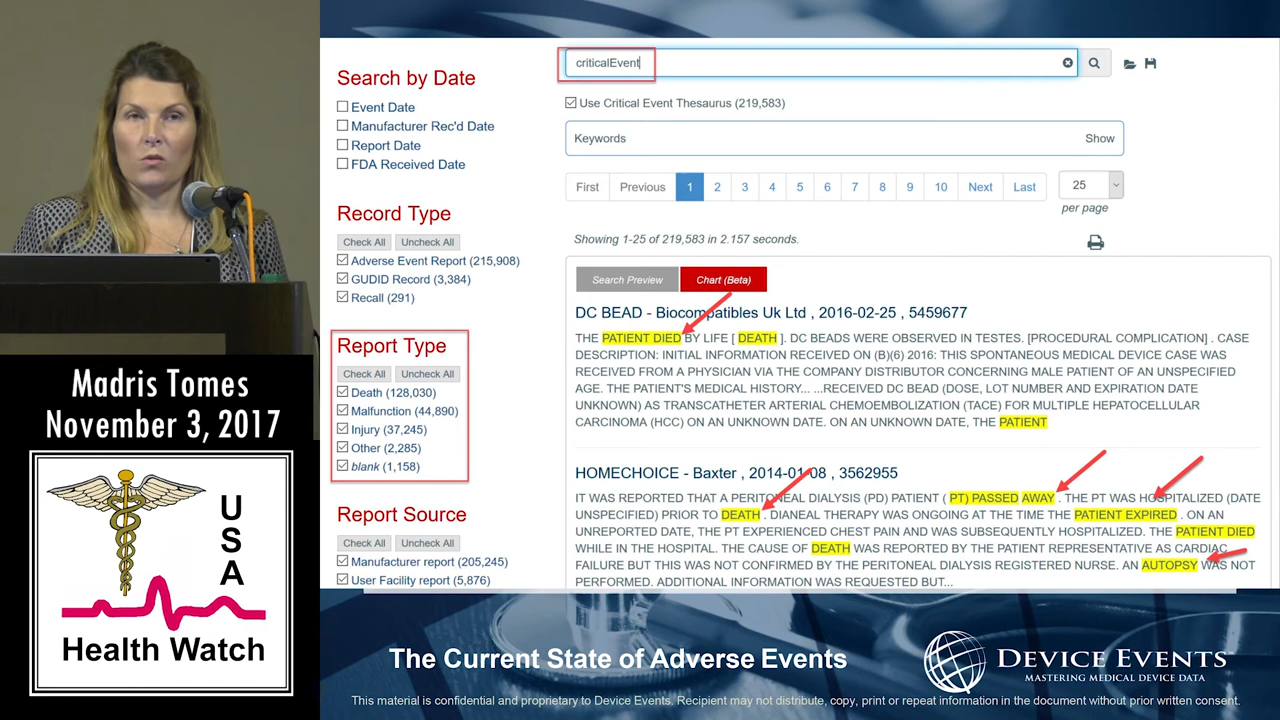 criticalEvent
Search by Date
Event Date
Manufacturer Rec'd Date
Report Date
FDA Received Date
Record Type
Check All Uncheck All
Adverse Event Report (215,908)
GUDID Record (3,384)
Recall (291)
Report Type
Check All Uncheck All
Death (128,030)
Malfunction (44,890)
Injury (37,245)
Other (2,285)
blank (1,158)
Report Source
Check All Uncheck All
Manufacturer report (205,245)
User Facility report (5,876)
Use Critical Event Thesaurus (219,583)
Keywords Show
First Previous 1 2 3 4 5 6 7 8 9 10 Next Last 25
per page
Showing 1-25 of 219,583 in 2.157 seconds.
Search Preview Chart (Beta)
DC BEAD - Biocompatibles Uk Ltd , 2016-02-25 , 5459677
THE PATIENT DIED BY LIFE [ DEATH ]. DC BEADS WERE OBSERVED IN TESTES. [PROCEDURAL COMPLICATION] . CASE
DESCRIPTION: INITIAL INFORMATION RECEIVED ON (B)(6) 2016: THIS SPONTANEOUS MEDICAL DEVICE CASE WAS
RECEIVED FROM A PHYSICIAN VIA THE COMPANY DISTRIBUTOR CONCERNING MALE PATIENT OF AN UNSPECIFIED
AGE. THE PATIENT'S MEDICAL HISTORY... ...RECEIVED DC BEAD (DOSE, LOT NUMBER AND EXPIRATION DATE
UNKNOWN) AS TRANSCATHETER ARTERIAL CHEMOEMBOLIZATION (TACE) FOR MULTIPLE HEPATOCELLULAR
CARCINOMA (HCC) ON AN UNKNOWN DATE. ON AN UNKNOWN DATE, THE PATIENT
HOMECHOICE - Baxter , 2014-01-08 , 3562955
IT WAS REPORTED THAT A PERITONEAL DIALYSIS (PD) PATIENT ( PT) PASSED AWAY . THE PT WAS HOSPITALIZED (DATE
UNSPECIFIED) PRIOR TO DEATH . DIANEAL THERAPY WAS ONGOING AT THE TIME THE PATIENT EXPIRED . ON AN
UNREPORTED DATE, THE PT EXPERIENCED CHEST PAIN AND WAS SUBSEQUENTLY HOSPITALIZED. THE PATIENT DIED
WHILE IN THE HOSPITAL. THE CAUSE OF DEATH WAS REPORTED BY THE PATIENT REPRESENTATIVE AS CARDIAC
FAILURE BUT THIS WAS NOT CONFIRMED BY THE PERITONEAL DIALYSIS REGISTERED NURSE. AN AUTOPSY WAS NOT
PERFORMED. ADDITIONAL INFORMATION WAS REQUESTED BUT...
Madris Tomes
November 3, 2017
USA
Health Watch
The Current State of Adverse Events
DEVICE EVENTS™
MASTERING MEDICAL DEVICE DATA
This material is confidential and proprietary to Device Events. Recipient may not distribute, copy, print or repeat information in the document without prior written consent.